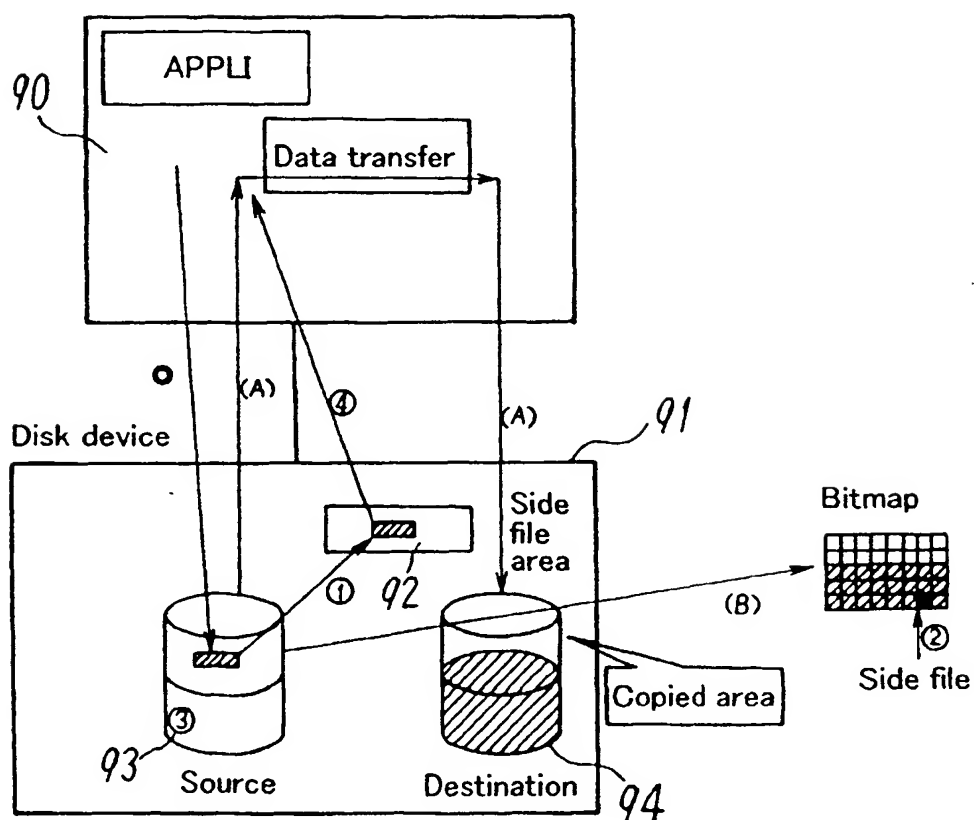 APPLI
90
Data transfer
(A)
④
(A)
Disk device
91
Side
file
area
Bitmap
①
92
(B)
②
Side file
Copied area
③
93
Source
Destination
94